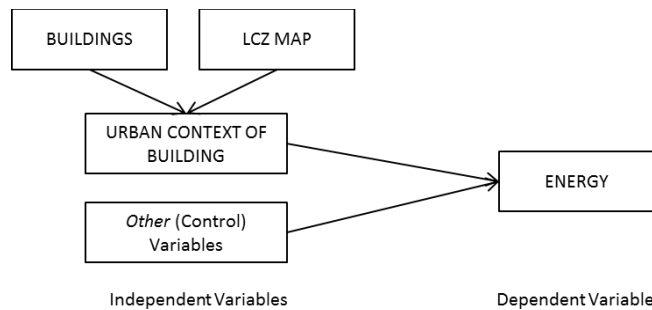 BUILDINGS
LCZ MAP
URBAN CONTEXT OF
BUILDING
ENERGY
Other (Control)
Variables
Independent Variables
Dependent Variable